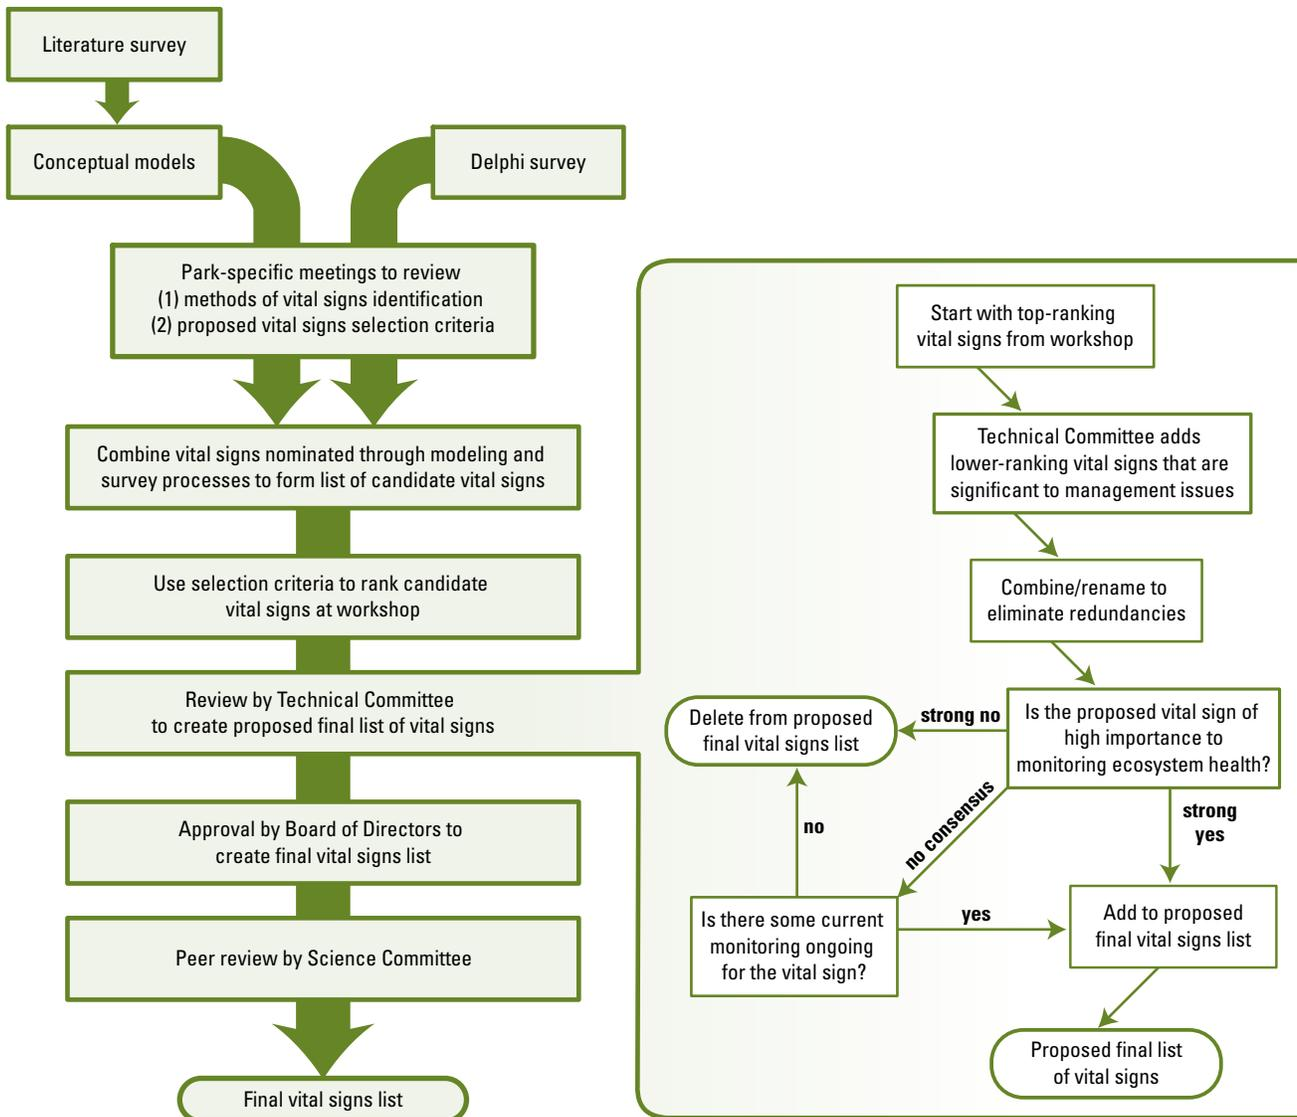 Literature survey
Conceptual models
Delphi survey
Park-specific meetings to review
(1) methods of vital signs identification
(2) proposed vital signs selection criteria
Combine vital signs nominated through modeling and
survey processes to form list of candidate vital signs
Use selection criteria to rank candidate
vital signs at workshop
Review by Technical Committee
to create proposed final list of vital signs
Approval by Board of Directors to
create final vital signs list
Peer review by Science Committee
Final vital signs list
Start with top-ranking
vital signs from workshop
Technical Committee adds
lower-ranking vital signs that are
significant to management issues
Combine/rename to
eliminate redundancies
Is the proposed vital sign of
high importance to
monitoring ecosystem health?
strong no
Delete from proposed
final vital signs list
no consensus
strong
yes
no
Is there some current
monitoring ongoing
for the vital sign?
yes
Add to proposed
final vital signs list
Proposed final list
of vital signs